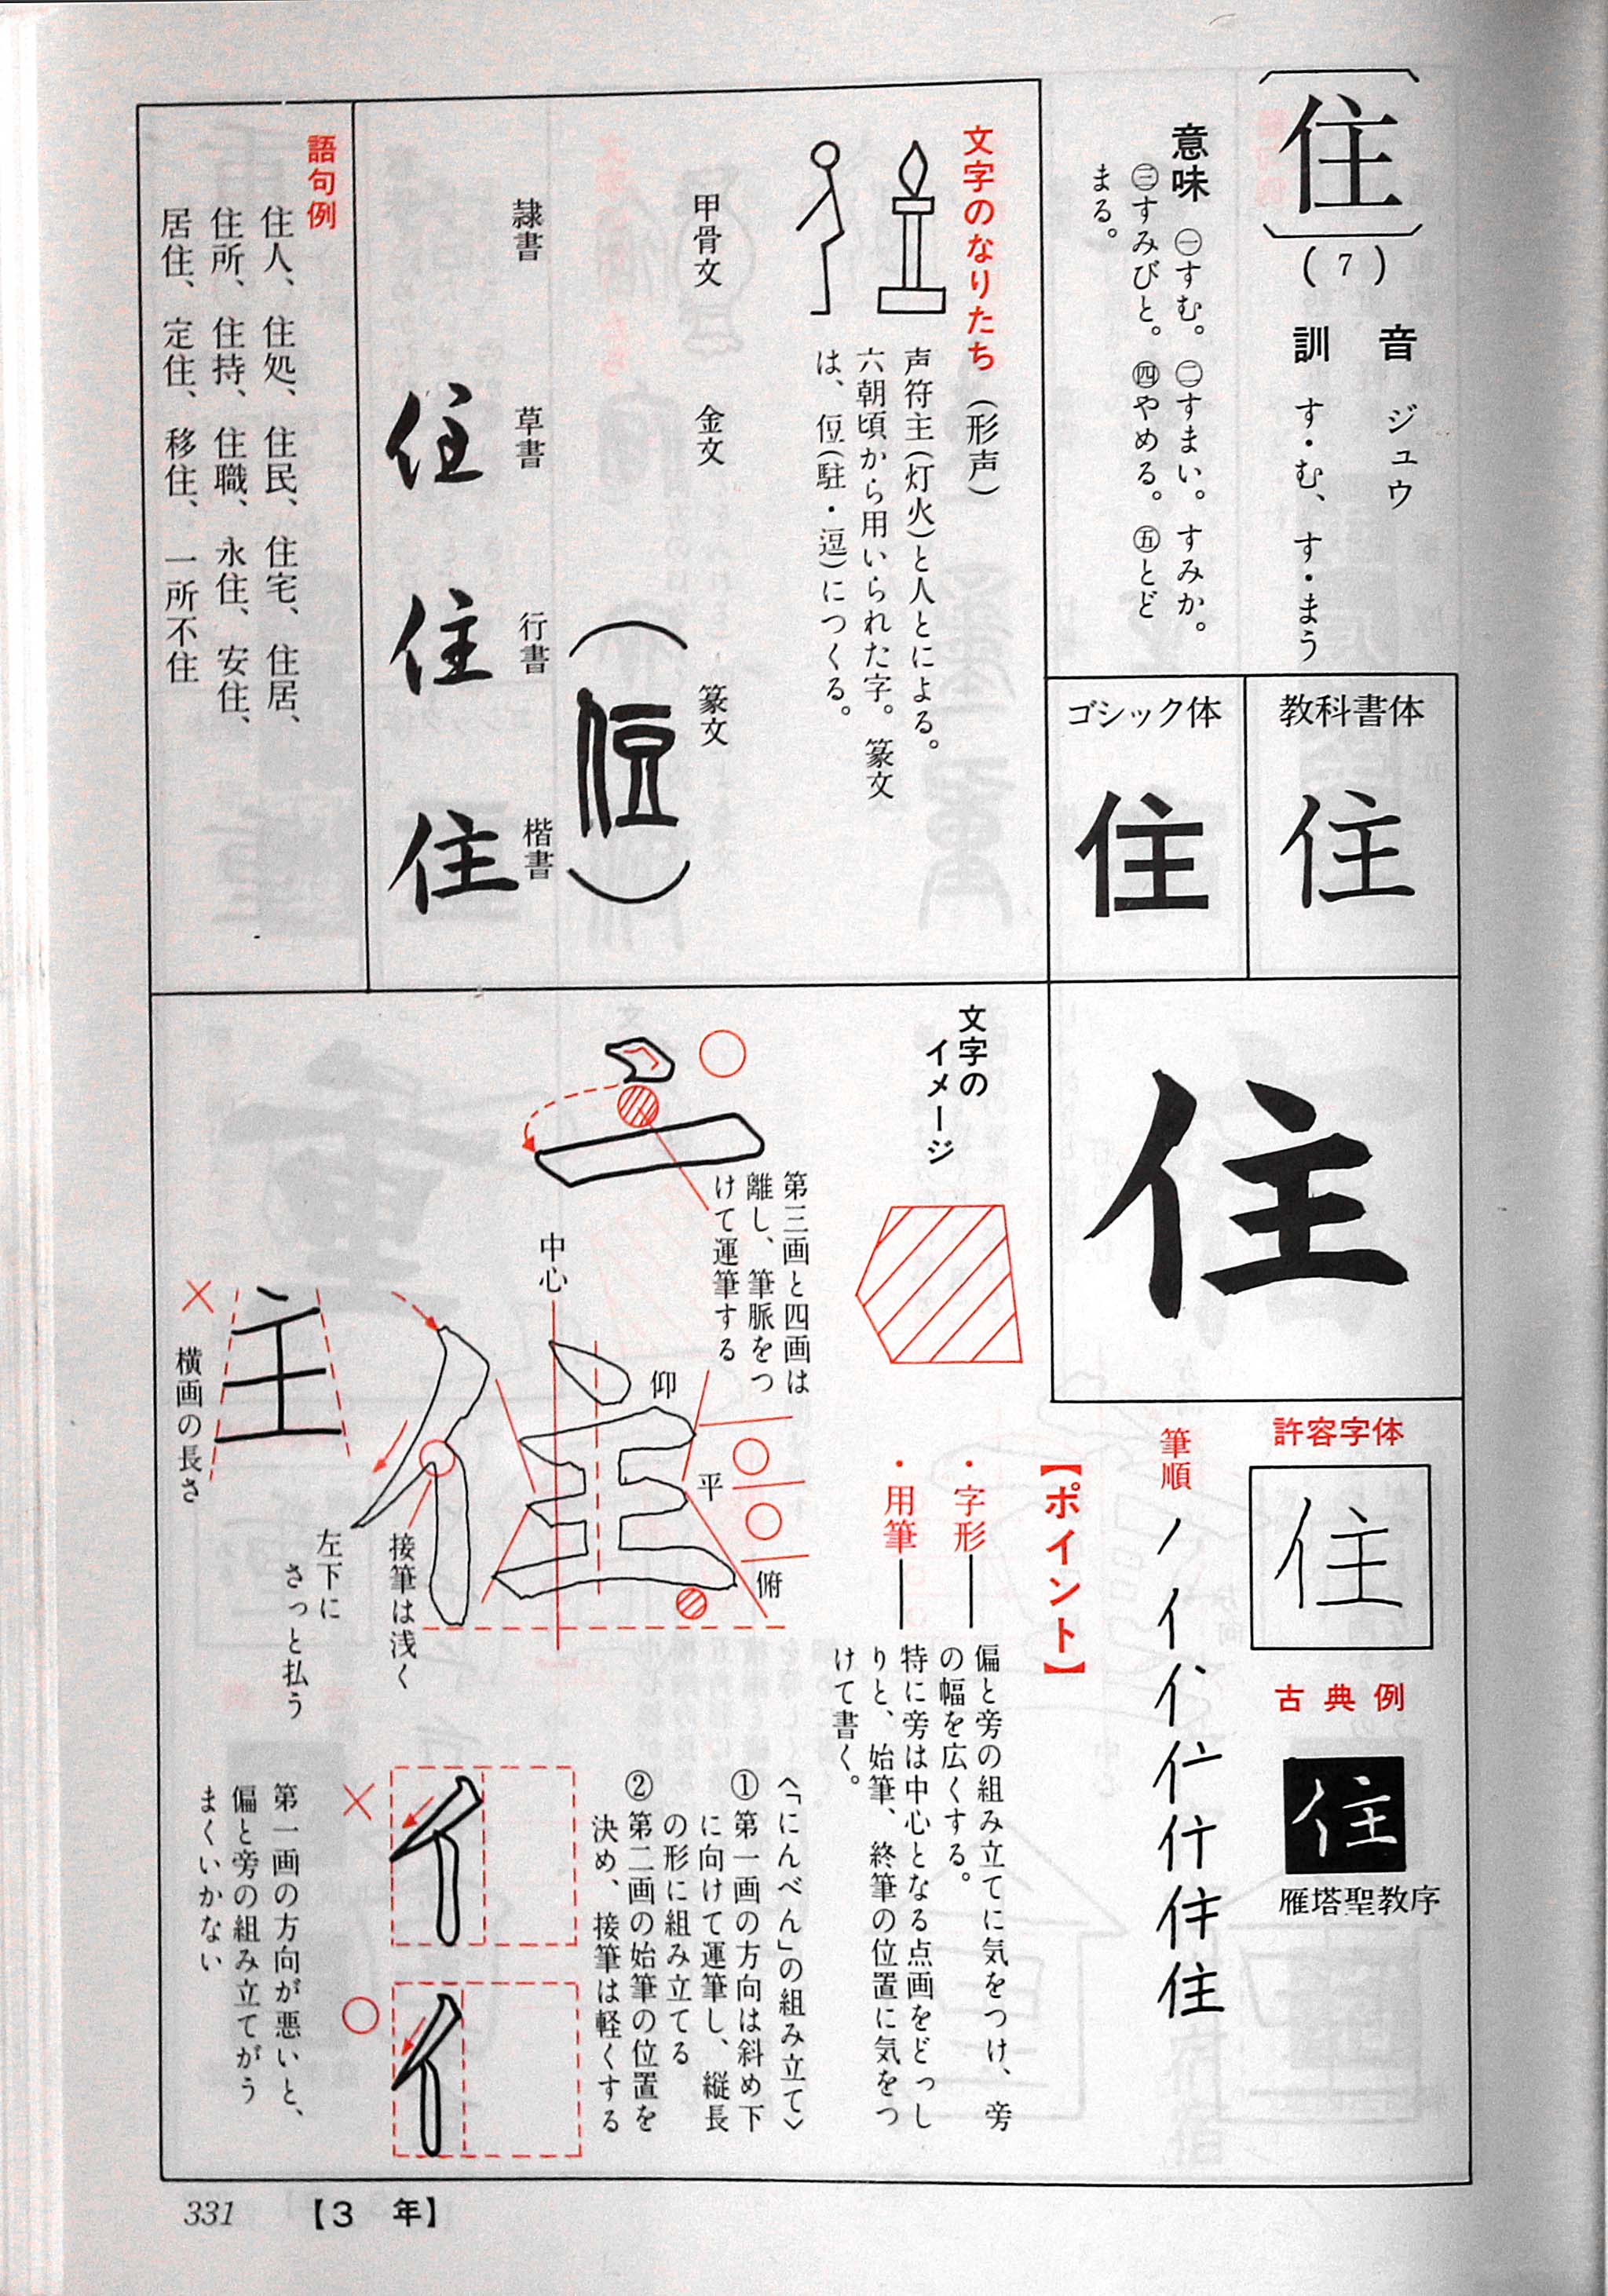 住
(7)
音 ジュウ
訓 す・む、す・まう
意味 ㊀すむ。㊁すまい。すみか。
㊂すみびと。㊃やめる。㊄とど
まる。
教科書体
住
ゴシック体
住
文字のなりたち（形声）
声符主（灯火）と人とによる。
六朝頃から用いられた字。篆文
は、侸（駐・逗）につくる。
甲骨文
金文
篆文
（侸）
隷書
草書
住
行書
住
楷書
住
語句例
住人、住処、住民、住宅、住居、
住所、住持、住職、永住、安住、
居住、定住、移住、一所不住
住
許容字体
住
古典例
住
雁塔聖教序
筆順
ノ
亻
住
【ポイント】
・字形──偏と旁の組み立てに気をつけ、旁
の幅を広くする。
・用筆──特に旁は中心となる点画をどっし
りと、始筆、終筆の位置に気をつ
けて書く。
文字の
イメージ
第三画と四画は
離し、筆脈をつ
けて運筆する
中心
仰
平
俯
住
主
横画の長さ
接筆は浅く
左下に
さっと払う
〈「にんべん」の組み立て〉
①第一画の方向は斜め下
に向けて運筆し、縦長
の形に組み立てる
②第二画の始筆の位置を
決め、接筆は軽くする
亻
亻
第一画の方向が悪いと、
偏と旁の組み立てがう
まくいかない
331 【3 年】